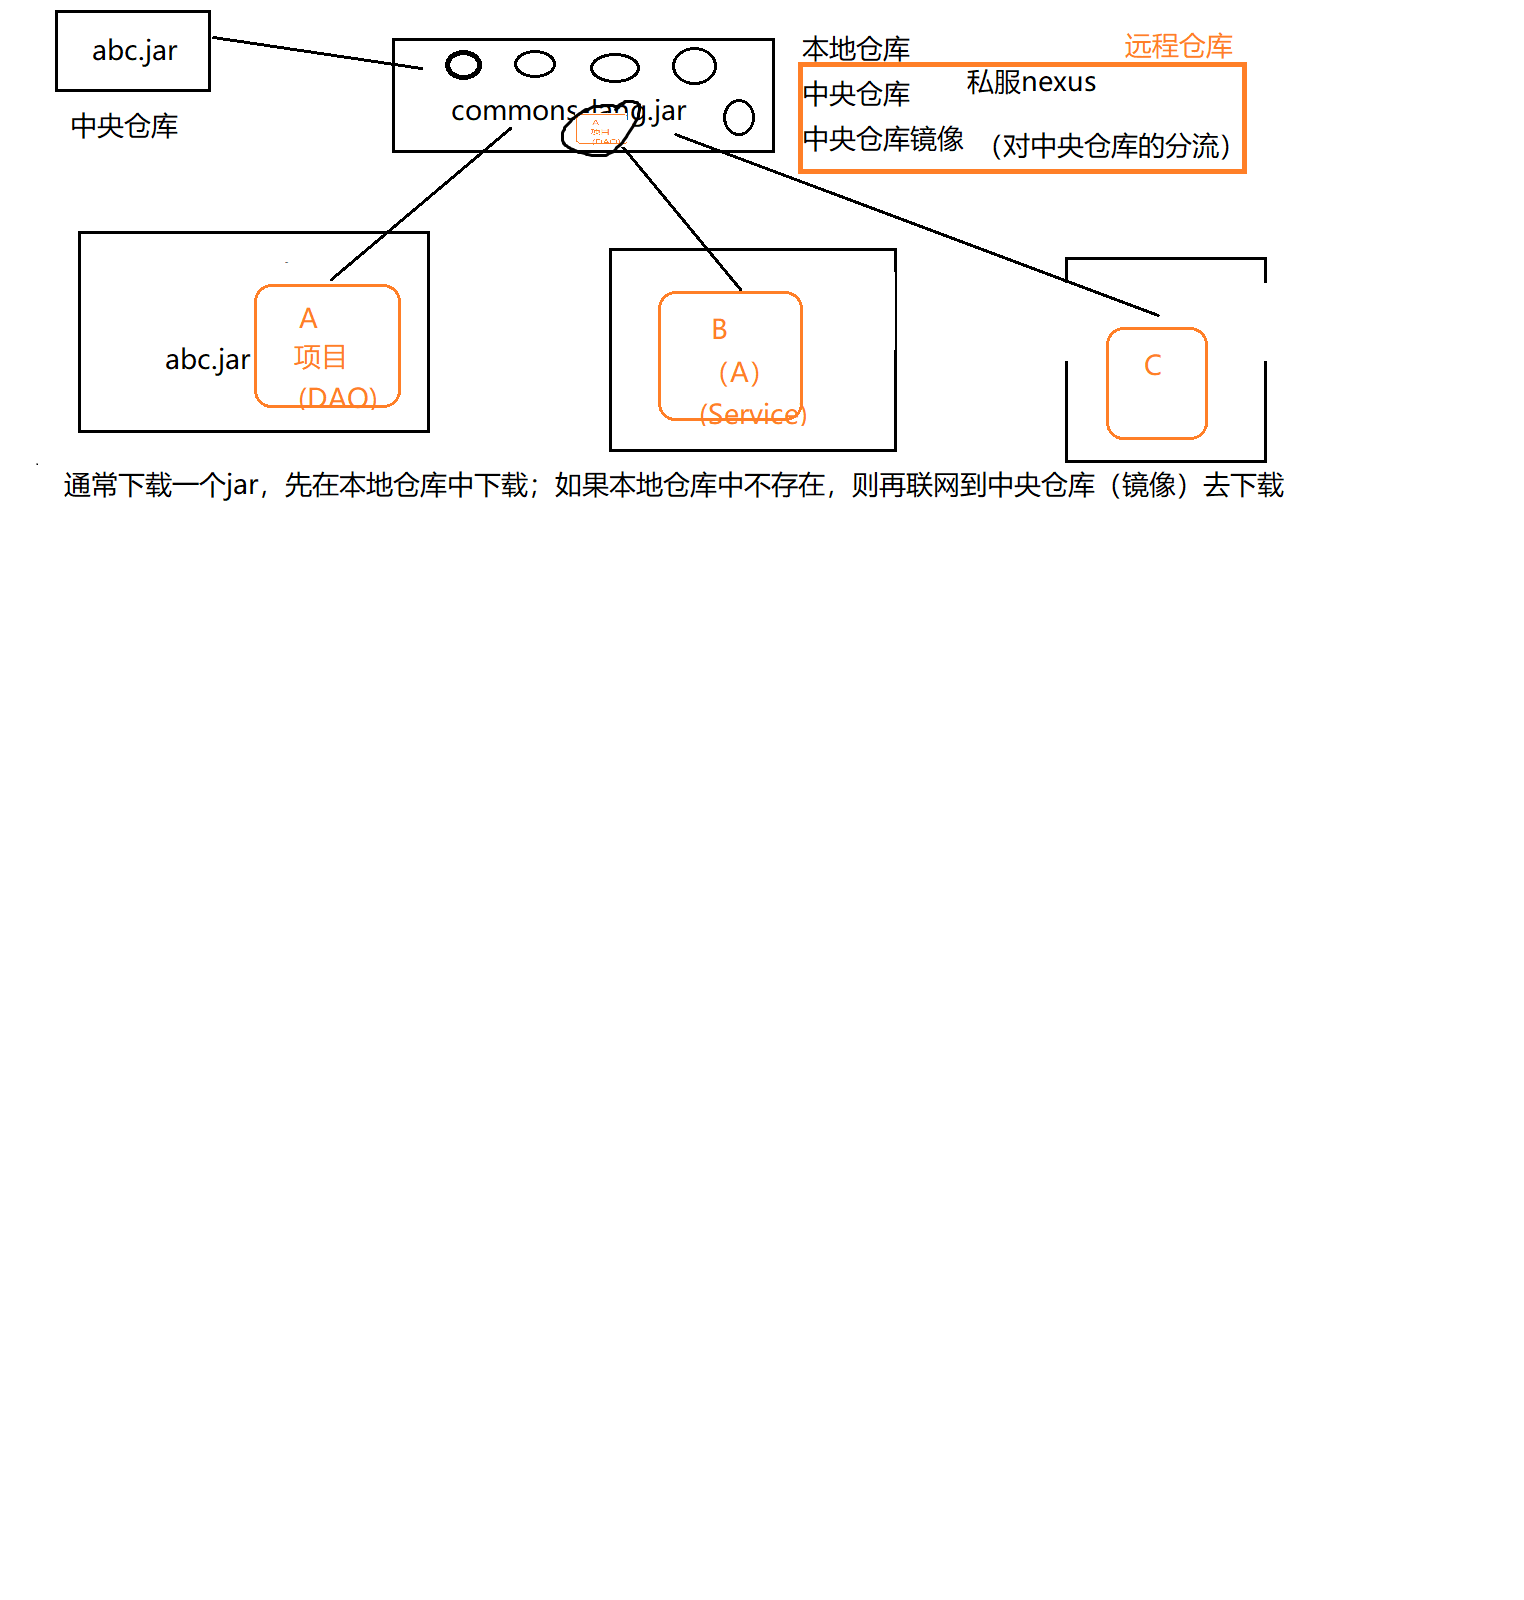 abc.jar
中央仓库
commons-lang.jar
A
项目
(DAO)
本地仓库
远程仓库
中央仓库
私服nexus
中央仓库镜像
（对中央仓库的分流）
abc.jar
A
项目
(DAO)
B
（A）
(Service)
C
通常下载一个jar，先在本地仓库中下载；如果本地仓库中不存在，则再联网到中央仓库（镜像）去下载